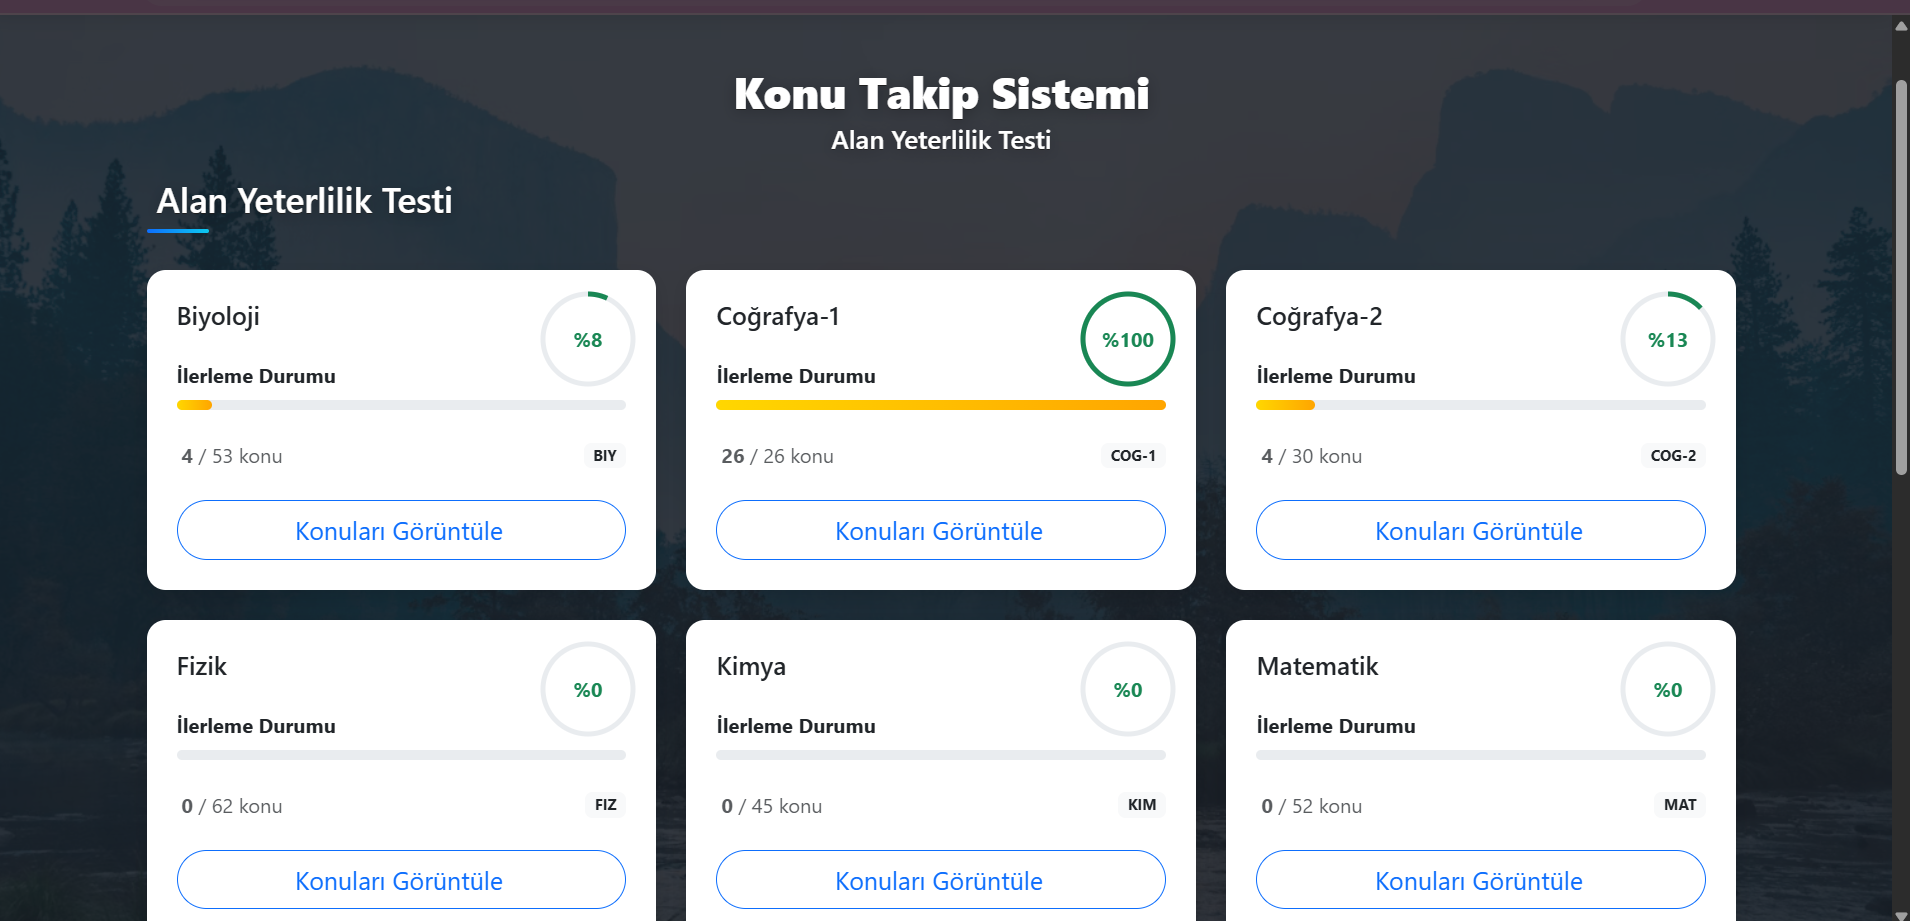 Konu Takip Sistemi
Alan Yeterlilik Testi
Alan Yeterlilik Testi
Biyoloji
%8
İlerleme Durumu
4 / 53 konu
BIY
Konuları Görüntüle
Coğrafya-1
%100
İlerleme Durumu
26 / 26 konu
COG-1
Konuları Görüntüle
Coğrafya-2
%13
İlerleme Durumu
4 / 30 konu
COG-2
Konuları Görüntüle
Fizik
%0
İlerleme Durumu
0 / 62 konu
FIZ
Konuları Görüntüle
Kimya
%0
İlerleme Durumu
0 / 45 konu
KIM
Konuları Görüntüle
Matematik
%0
İlerleme Durumu
0 / 52 konu
MAT
Konuları Görüntüle